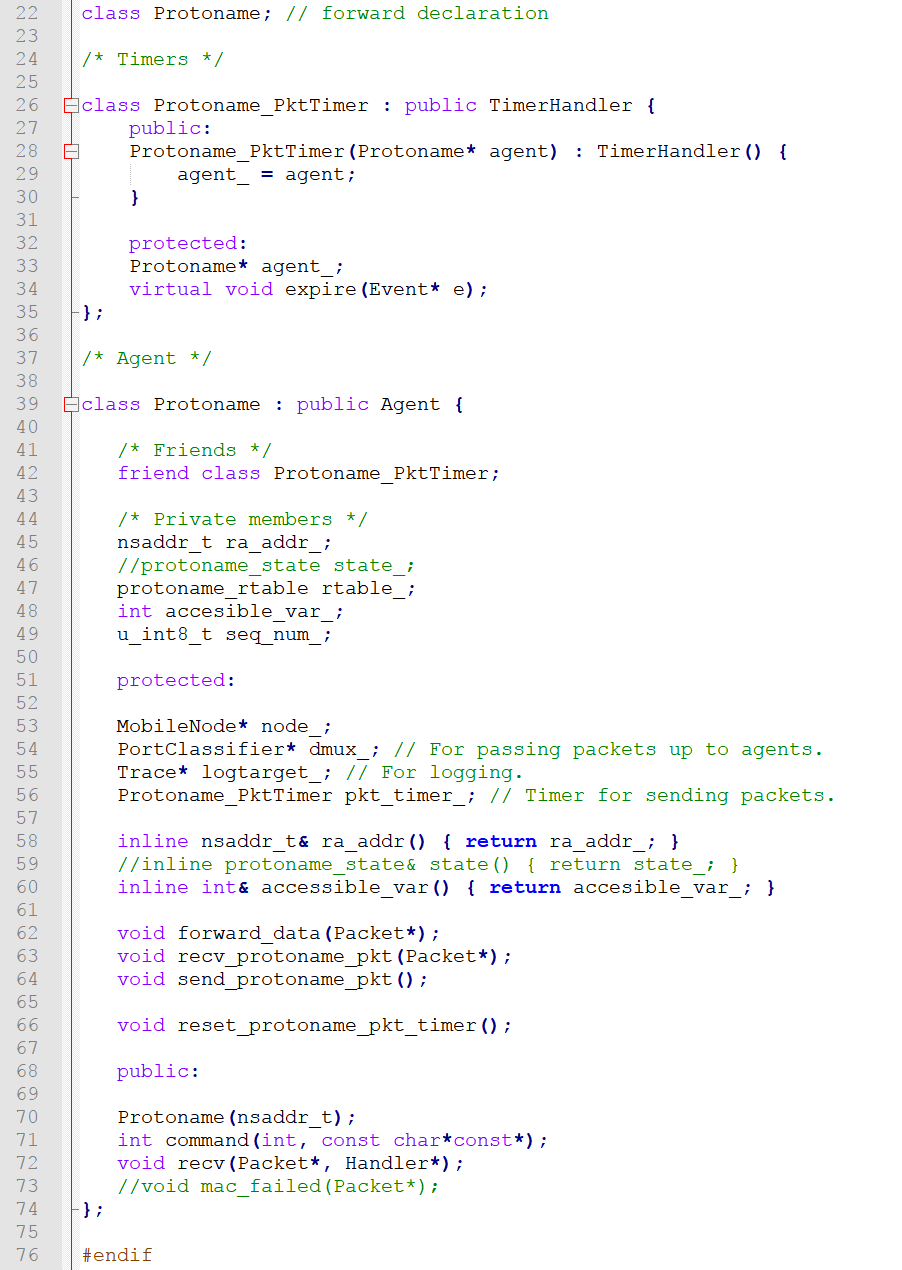 22 class Protoname; // forward declaration
23
24 /* Timers */
25
26 class Protoname_PktTimer : public TimerHandler {
27 public:
28 Protoname_PktTimer(Protoname* agent) : TimerHandler() {
29 agent_ = agent;
30 }
31
32 protected:
33 Protoname* agent_;
34 virtual void expire(Event* e);
35 };
36
37 /* Agent */
38
39 class Protoname : public Agent {
40
41 /* Friends */
42 friend class Protoname_PktTimer;
43
44 /* Private members */
45 nsaddr_t ra_addr_;
46 //protoname_state state_;
47 protoname_rtable rtable_;
48 int accesible_var_;
49 u_int8_t seq_num_;
50
51 protected:
52
53 MobileNode* node_;
54 PortClassifier* dmux_; // For passing packets up to agents.
55 Trace* logtarget_; // For logging.
56 Protoname_PktTimer pkt_timer_; // Timer for sending packets.
57
58 inline nsaddr_t& ra_addr() { return ra_addr_; }
59 //inline protoname_state& state() { return state_; }
60 inline int& accessible_var() { return accesible_var_; }
61
62 void forward_data(Packet*);
63 void recv_protoname_pkt(Packet*);
64 void send_protoname_pkt();
65
66 void reset_protoname_pkt_timer();
67
68 public:
69
70 Protoname(nsaddr_t);
71 int command(int, const char*const*);
72 void recv(Packet*, Handler*);
73 //void mac_failed(Packet*);
74 };
75
76 #endif